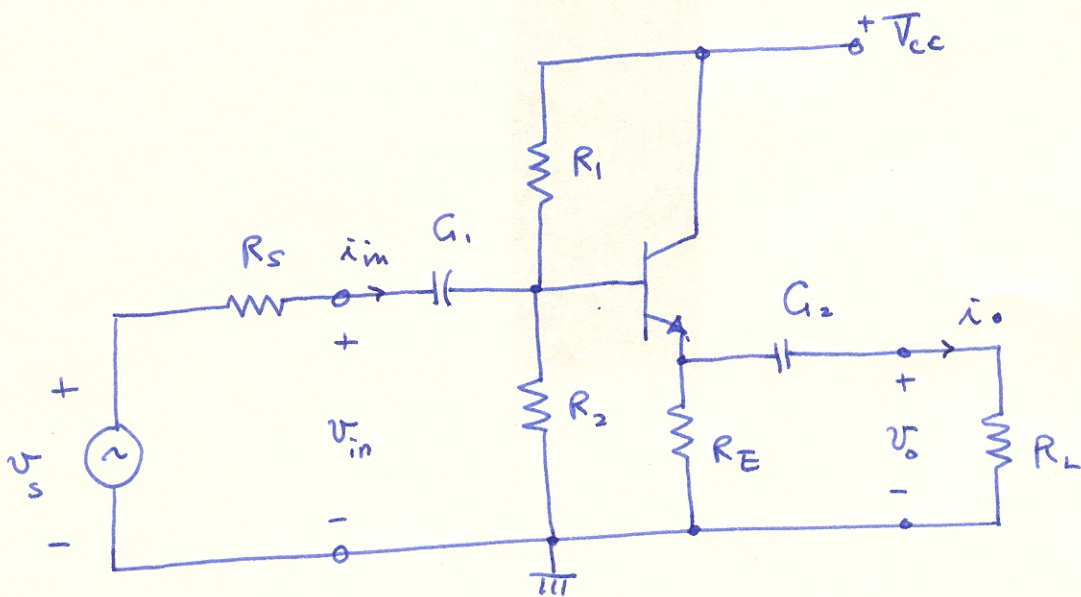 + Vcc
R1
Rs
iin
C1
+
vin
-
+
vs
-
~
R2
RE
C2
io
+
vo
-
RL